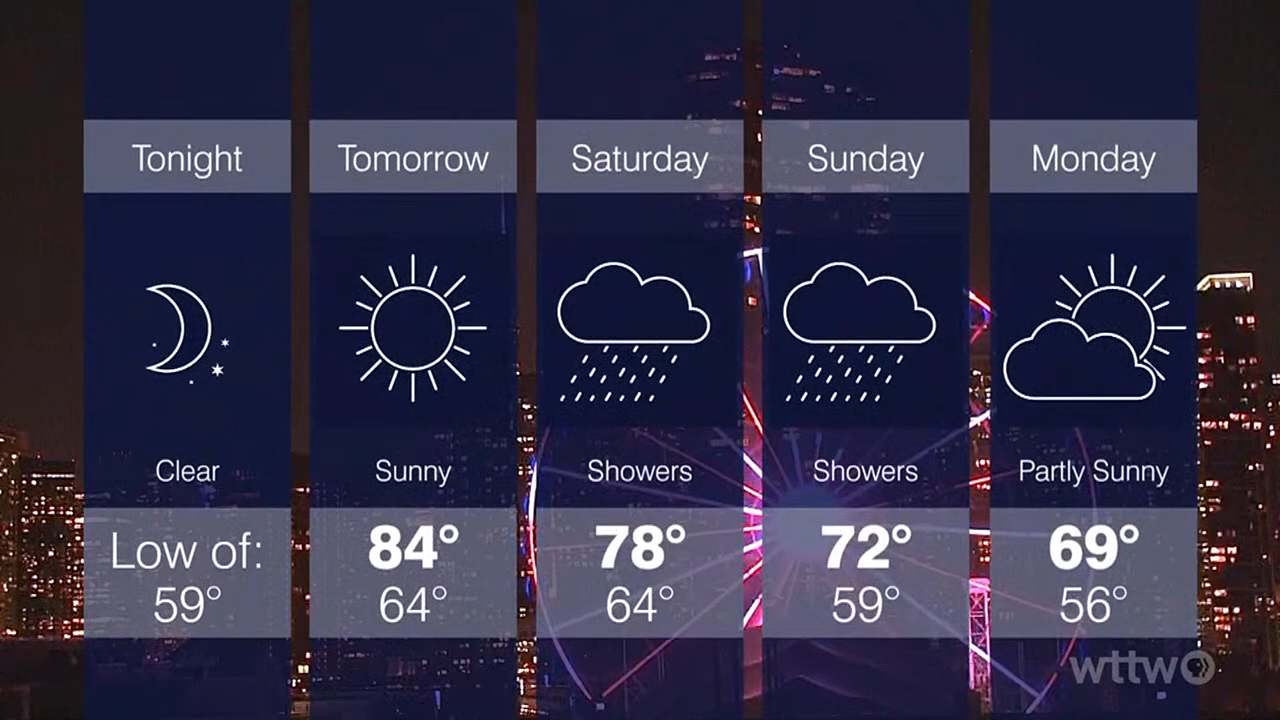 Tonight
Tomorrow
Saturday
Sunday
Monday
Clear
Sunny
Showers
Showers
Partly Sunny
Low of:
84°
78°
72°
69°
59°
64°
64°
59°
56°
wttw